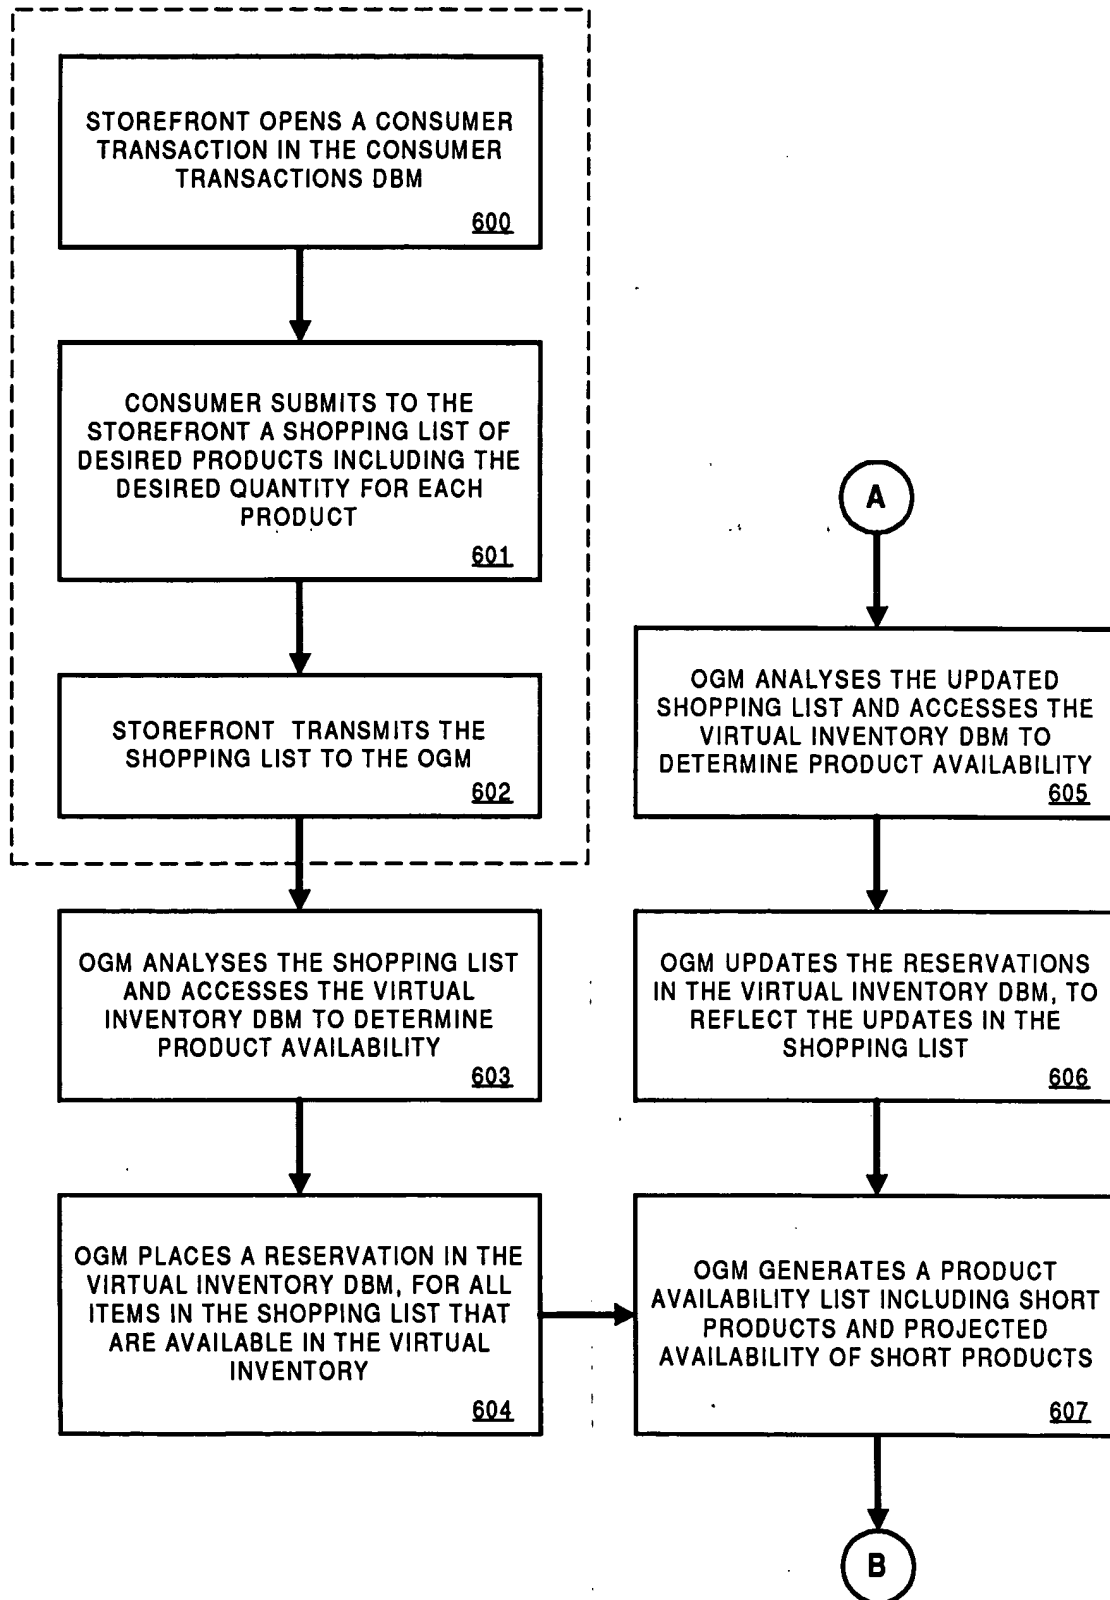 STOREFRONT OPENS A CONSUMER
TRANSACTION IN THE CONSUMER
TRANSACTIONS DBM
600
CONSUMER SUBMITS TO THE
STOREFRONT A SHOPPING LIST OF
DESIRED PRODUCTS INCLUDING THE
DESIRED QUANTITY FOR EACH
PRODUCT
601
STOREFRONT TRANSMITS THE
SHOPPING LIST TO THE OGM
602
OGM ANALYSES THE SHOPPING LIST
AND ACCESSES THE VIRTUAL
INVENTORY DBM TO DETERMINE
PRODUCT AVAILABILITY
603
OGM PLACES A RESERVATION IN THE
VIRTUAL INVENTORY DBM, FOR ALL
ITEMS IN THE SHOPPING LIST THAT
ARE AVAILABLE IN THE VIRTUAL
INVENTORY
604
A
OGM ANALYSES THE UPDATED
SHOPPING LIST AND ACCESSES THE
VIRTUAL INVENTORY DBM TO
DETERMINE PRODUCT AVAILABILITY
605
OGM UPDATES THE RESERVATIONS
IN THE VIRTUAL INVENTORY DBM, TO
REFLECT THE UPDATES IN THE
SHOPPING LIST
606
OGM GENERATES A PRODUCT
AVAILABILITY LIST INCLUDING SHORT
PRODUCTS AND PROJECTED
AVAILABILITY OF SHORT PRODUCTS
607
B